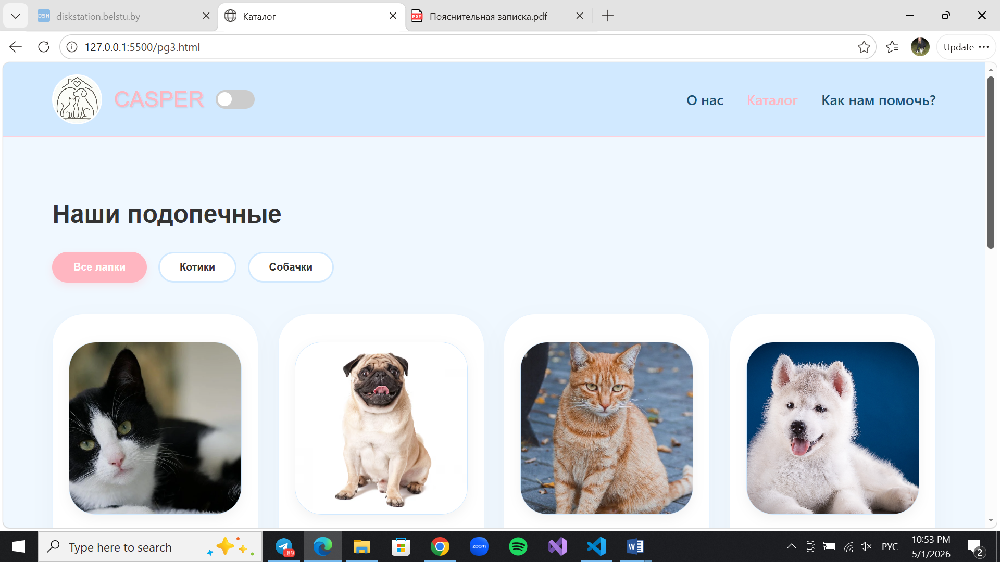 DSM diskstation.belstu.by
Каталог
PDF Пояснительная записка.pdf
127.0.0.1:5500/pg3.html
Update
CASPER
О нас
Каталог
Как нам помочь?
Наши подопечные
Все лапки
Котики
Собачки
Type here to search
..89
zoom
W
РУС
10:53 PM
5/1/2026
2